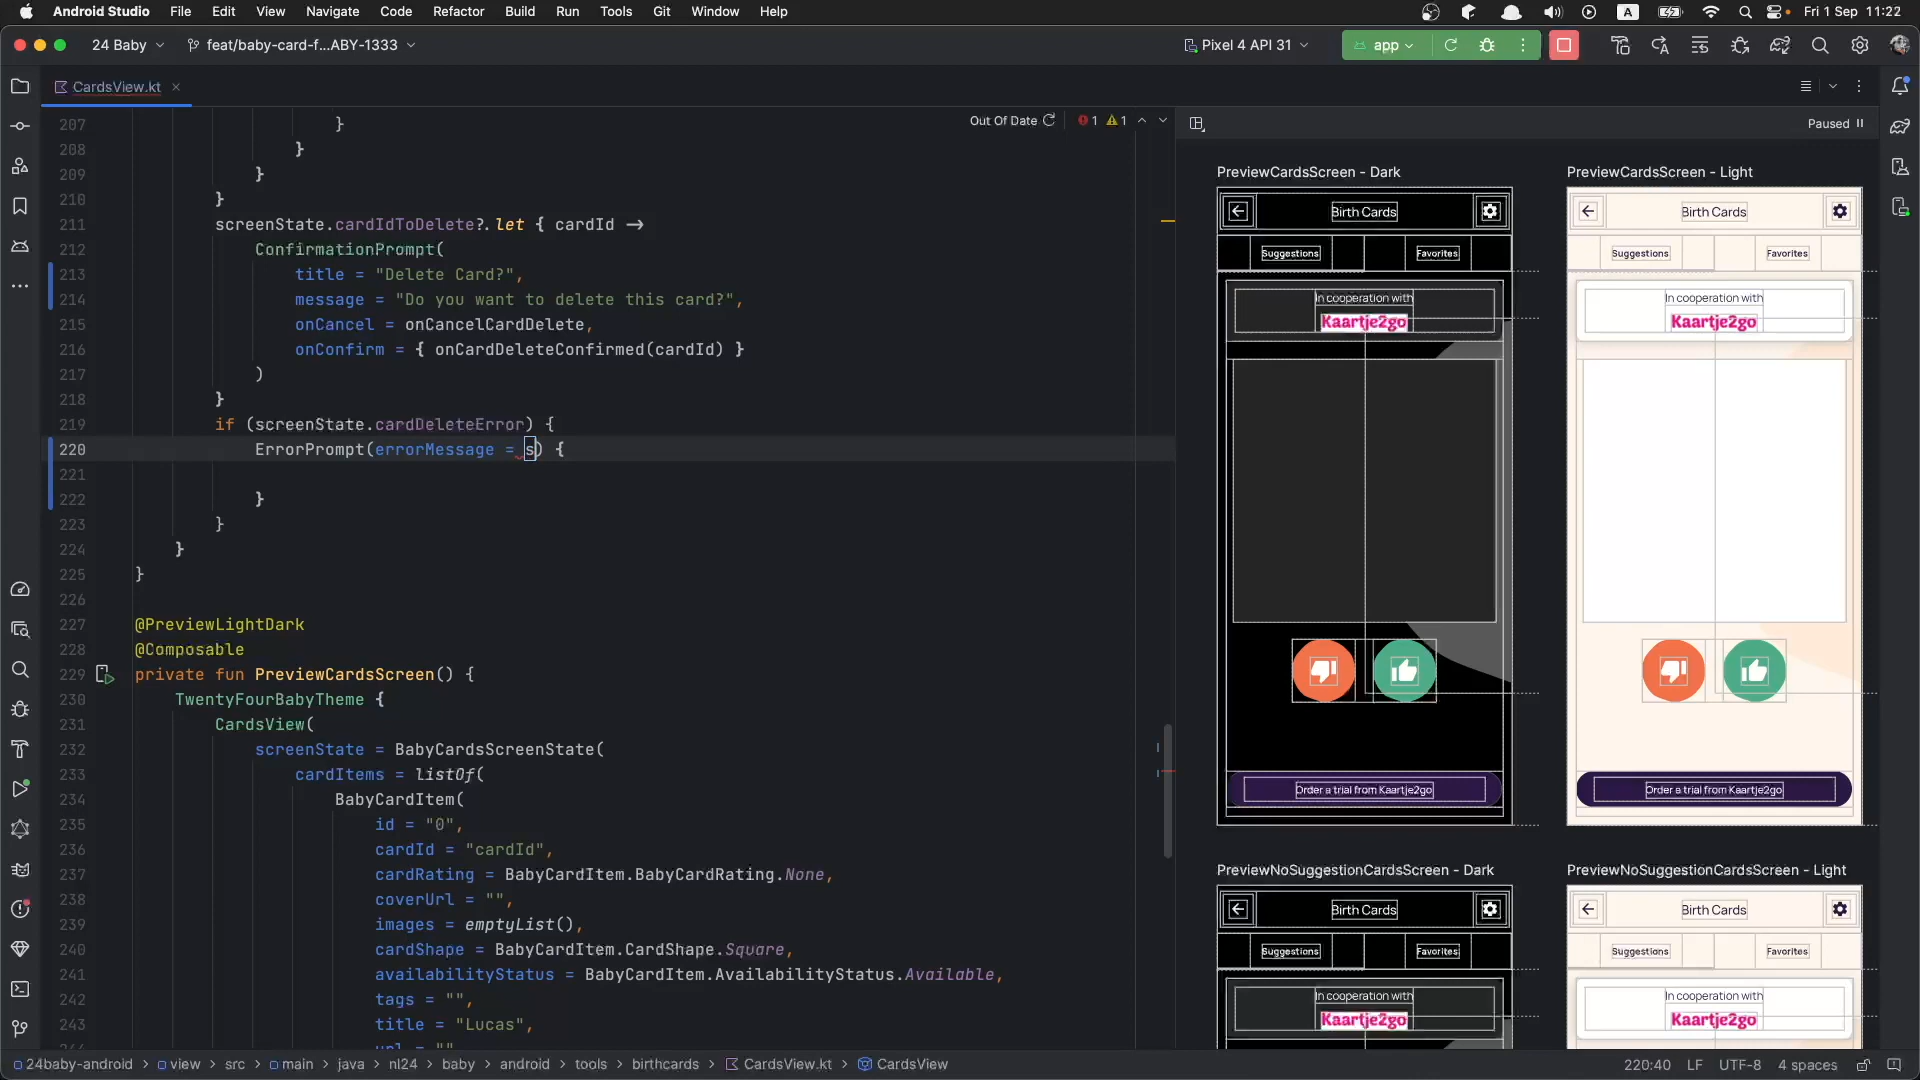 Android Studio File Edit View Navigate Code Refactor Build Run Tools Git Window Help A Fri 1 Sep 11:22
24 Baby feat/baby-card-f...ABY-1333 Pixel 4 API 31 app
CardsView.kt
Out Of Date 1 1
Paused
207 }
208 }
209 }
210 }
211 screenState.cardIdToDelete?.let { cardId →
212 ConfirmationPrompt(
213 title = "Delete Card?",
214 message = "Do you want to delete this card?",
215 onCancel = onCancelCardDelete,
216 onConfirm = { onCardDeleteConfirmed(cardId) }
217 )
218 }
219 if (screenState.cardDeleteError) {
220 ErrorPrompt(errorMessage = s) {
221
222 }
223 }
224 }
225 }
226
227 @PreviewLightDark
228 @Composable
229 private fun PreviewCardsScreen() {
230 TwentyFourBabyTheme {
231 CardsView(
232 screenState = BabyCardsScreenState(
233 cardItems = listOf(
234 BabyCardItem(
235 id = "0",
236 cardId = "cardId",
237 cardRating = BabyCardItem.BabyCardRating.None,
238 coverUrl = "",
239 images = emptyList(),
240 cardShape = BabyCardItem.CardShape.Square,
241 availabilityStatus = BabyCardItem.AvailabilityStatus.Available,
242 tags = "",
243 title = "Lucas",
url = ""
PreviewCardsScreen - Dark
Birth Cards
Suggestions Favorites
In cooperation with
Kaartje2go
Order a trial from Kaartje2go
PreviewCardsScreen - Light
Birth Cards
Suggestions Favorites
In cooperation with
Kaartje2go
Order a trial from Kaartje2go
PreviewNoSuggestionCardsScreen - Dark
Birth Cards
Suggestions Favorites
In cooperation with
Kaartje2go
PreviewNoSuggestionCardsScreen - Light
Birth Cards
Suggestions Favorites
In cooperation with
Kaartje2go
24baby-android > view > src > main > java > nl24 > baby > android > tools > birthcards > CardsView.kt > CardsView 220:40 LF UTF-8 4 spaces